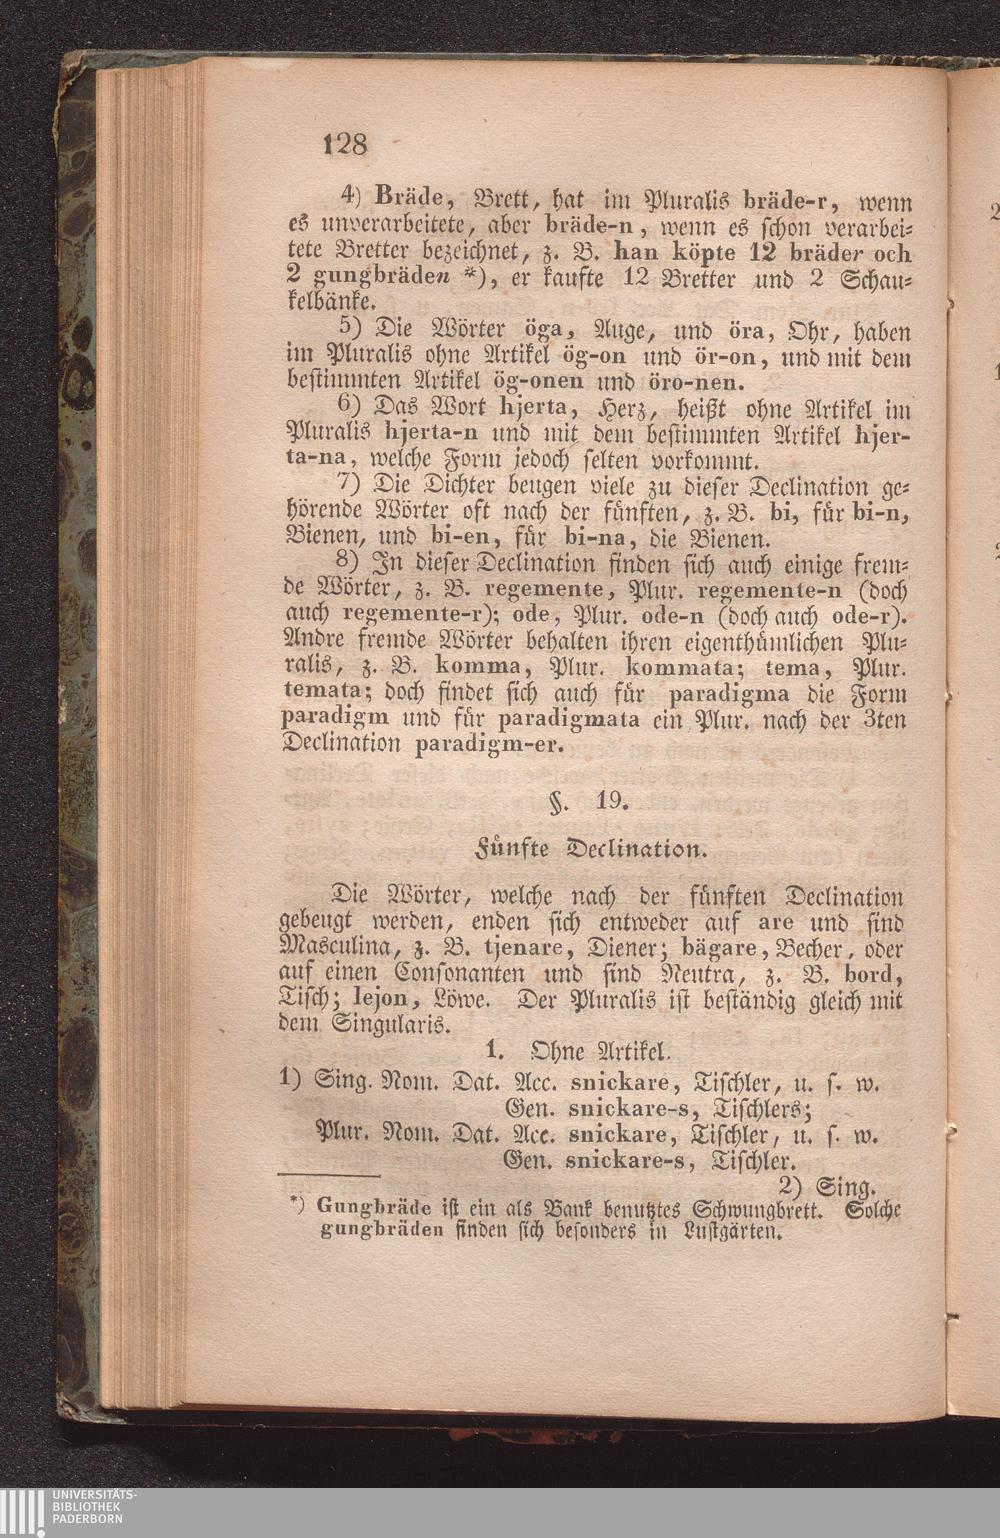 128
4) Bräde, Brett, hat im Pluralis bräde-r, wenn
es unverarbeitete, aber bräde-n, wenn es schon verarbei-
tete Bretter bezeichnet, z. B. han köpte 12 bräder och
2 gungbräden *), er kaufte 12 Bretter und 2 Schau-
kelbänke.
5) Die Wörter öga, Auge, und öra, Ohr, haben
im Pluralis ohne Artikel ög-on und ör-on, und mit dem
bestimmten Artikel ög-onen und öro-nen.
6) Das Wort hjerta, Herz, heißt ohne Artikel im
Pluralis hjerta-n und mit dem bestimmten Artikel hjer-
ta-na, welche Form jedoch selten vorkommt.
7) Die Dichter beugen viele zu dieser Declination ge-
hörende Wörter oft nach der fünften, z. B. bi, für bi-n,
Bienen, und bi-en, für bi-na, die Bienen.
8) In dieser Declination finden sich auch einige frem-
de Wörter, z. B. regemente, Plur. regemente-n (doch
auch regemente-r); ode, Plur. ode-n (doch auch ode-r).
Andre fremde Wörter behalten ihren eigenthümlichen Plu-
ralis, z. B. komma, Plur. kommata; tema, Plur.
temata; doch findet sich auch für paradigma die Form
paradigm und für paradigmata ein Plur. nach der 3ten
Declination paradigm-er.
§. 19.
Fünfte Declination.
Die Wörter, welche nach der fünften Declination
gebeugt werden, enden sich entweder auf are und sind
Masculina, z. B. tjenare, Diener; bägare, Becher, oder
auf einen Consonanten und sind Neutra, z. B. bord,
Tisch; lejon, Löwe. Der Pluralis ist beständig gleich mit
dem Singularis.
1. Ohne Artikel.
1) Sing. Nom. Dat. Acc. snickare, Tischler, u. s. w.
Gen. snickare-s, Tischlers;
Plur. Nom. Dat. Acc. snickare, Tischler, u. s. w.
Gen. snickare-s, Tischler.
2) Sing.
*) Gungbräde ist ein als Bank benutztes Schwungbrett. Solche
gungbräden finden sich besonders in Lustgärten.
UNIVERSITÄTS-
BIBLIOTHEK
PADERBORN